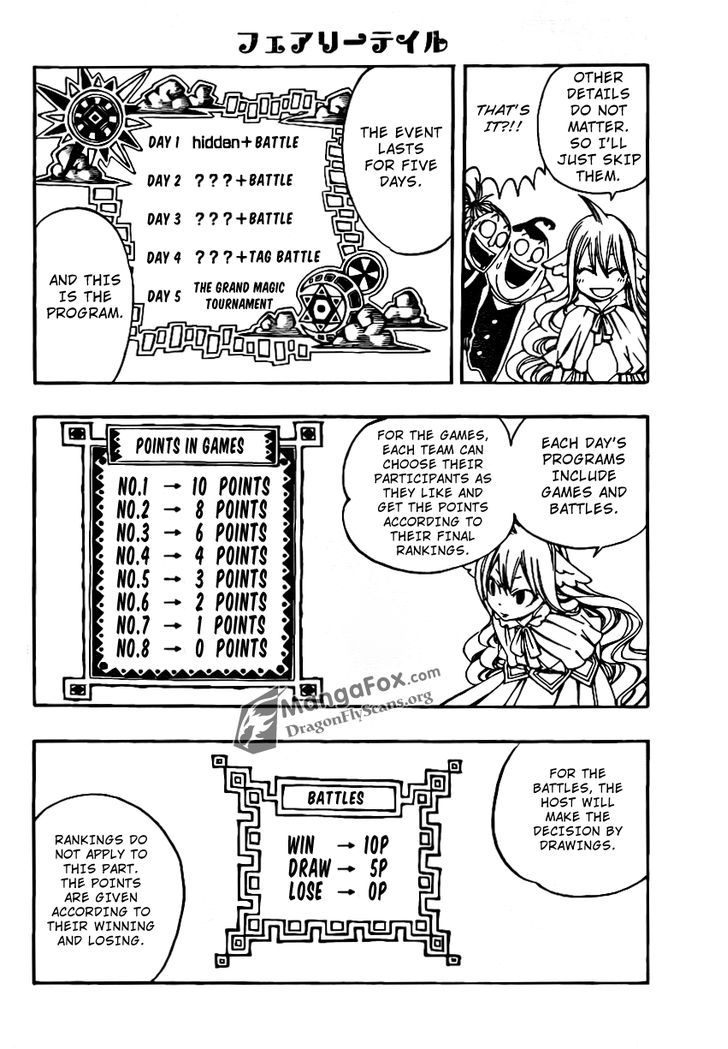 フェアリーテイル
OTHER
DETAILS
DO NOT
MATTER.
SO I'LL
JUST SKIP
THEM.
THAT'S
IT?!!
THE EVENT
LASTS
FOR FIVE
DAYS.
DAY 1 hidden+BATTLE
DAY 2 ???+BATTLE
DAY 3 ???+BATTLE
DAY 4 ???+TAG BATTLE
DAY 5 THE GRAND MAGIC
TOURNAMENT
AND THIS
IS THE
PROGRAM.
EACH DAY'S
PROGRAMS
INCLUDE
GAMES AND
BATTLES.
FOR THE GAMES,
EACH TEAM CAN
CHOOSE THEIR
PARTICIPANTS AS
THEY LIKE AND
GET THE POINTS
ACCORDING TO
THEIR FINAL
RANKINGS.
POINTS IN GAMES
NO.1 → 10 POINTS
NO.2 → 8 POINTS
NO.3 → 6 POINTS
NO.4 → 4 POINTS
NO.5 → 3 POINTS
NO.6 → 2 POINTS
NO.7 → 1 POINTS
NO.8 → 0 POINTS
MangaFox.com
DragonFlyScans.org
FOR THE
BATTLES, THE
HOST WILL
MAKE THE
DECISION BY
DRAWINGS.
BATTLES
WIN → 10P
DRAW → 5P
LOSE → 0P
RANKINGS DO
NOT APPLY TO
THIS PART.
THE POINTS
ARE GIVEN
ACCORDING TO
THEIR WINNING
AND LOSING.